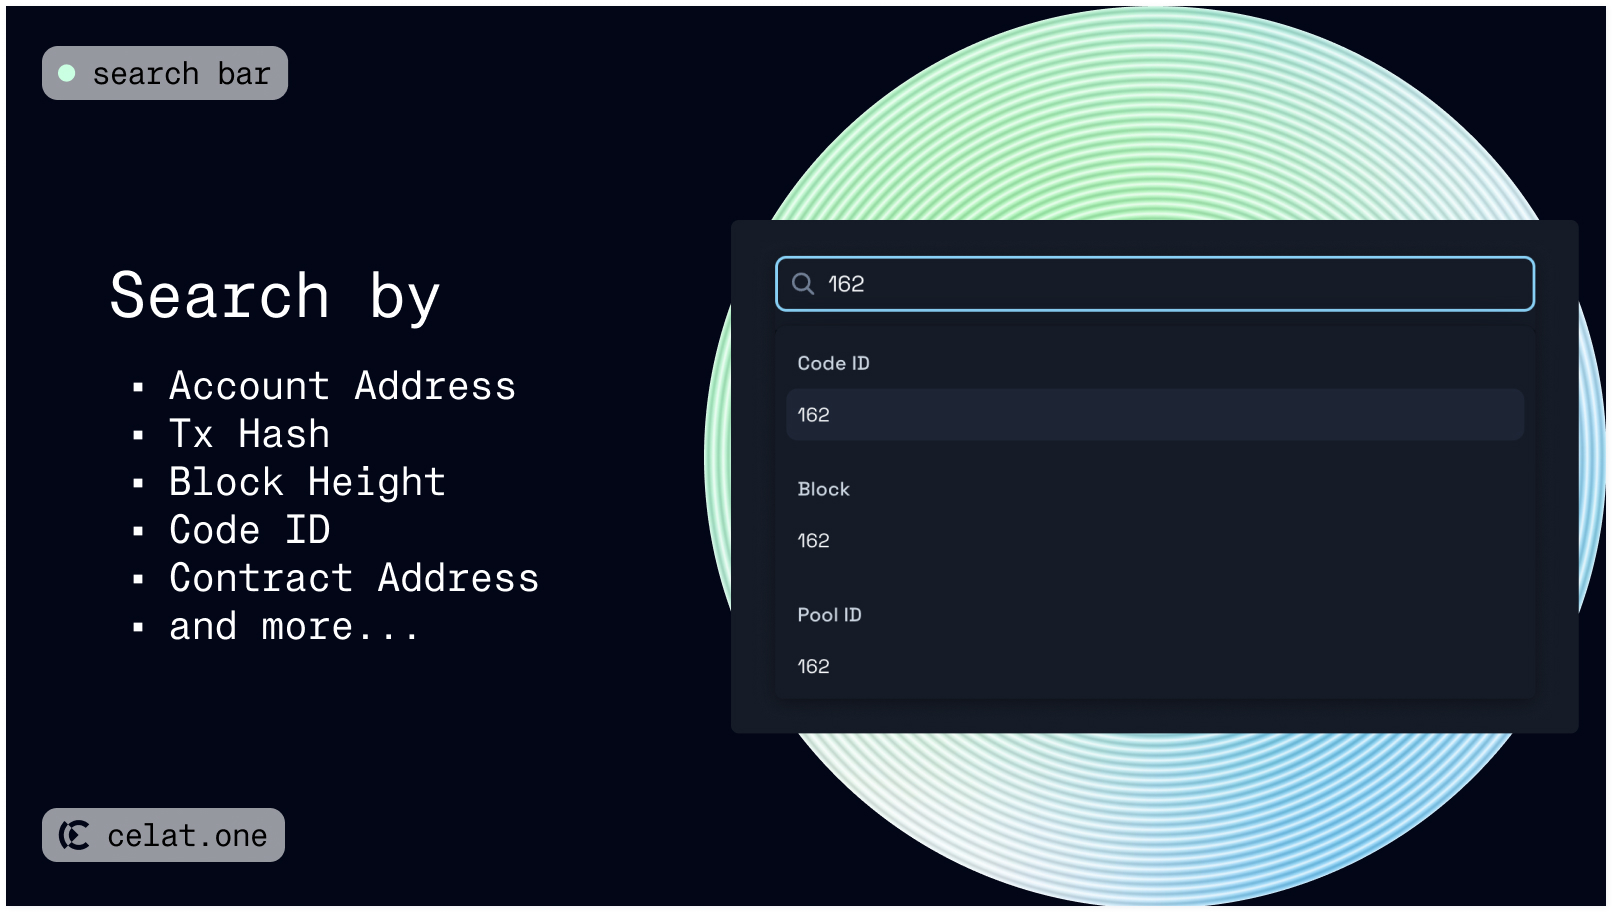 search bar
Search by
▪ Account Address
▪ Tx Hash
▪ Block Height
▪ Code ID
▪ Contract Address
▪ and more...
162
Code ID
162
Block
162
Pool ID
162
celat.one